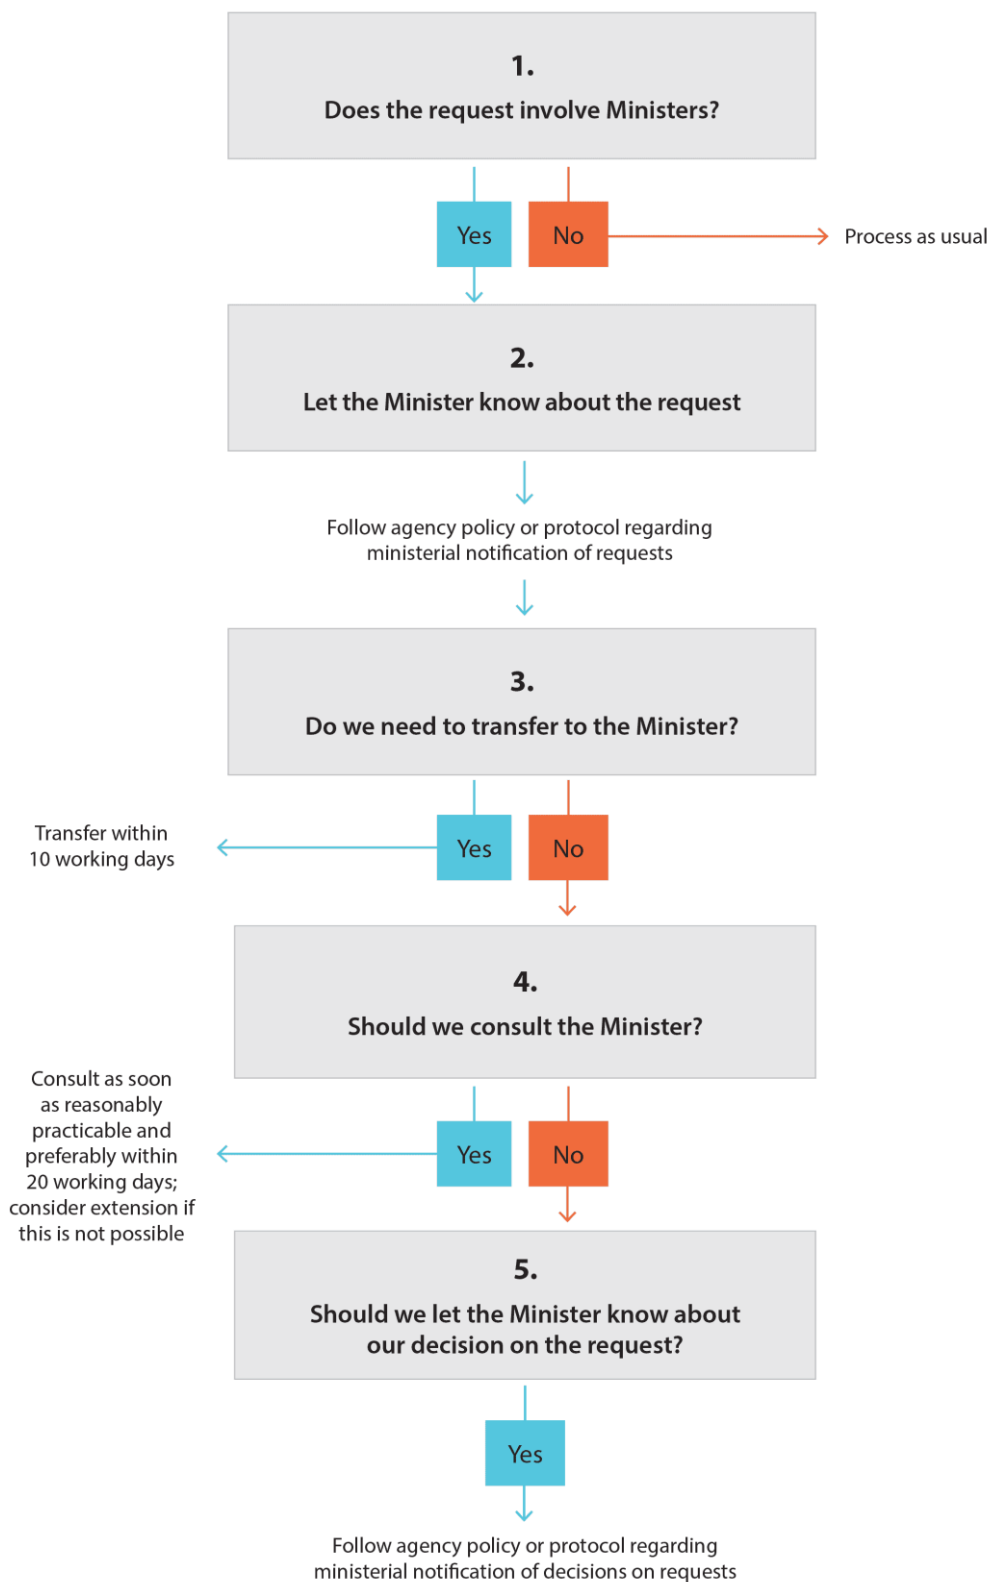 1.
Does the request involve Ministers?
Yes
No
Process as usual
2.
Let the Minister know about the request
Follow agency policy or protocol regarding
ministerial notification of requests
3.
Do we need to transfer to the Minister?
Transfer within
10 working days
Yes
No
4.
Should we consult the Minister?
Consult as soon
as reasonably
practicable and
preferably within
20 working days;
consider extension if
this is not possible
Yes
No
5.
Should we let the Minister know about
our decision on the request?
Yes
Follow agency policy or protocol regarding
ministerial notification of decisions on requests